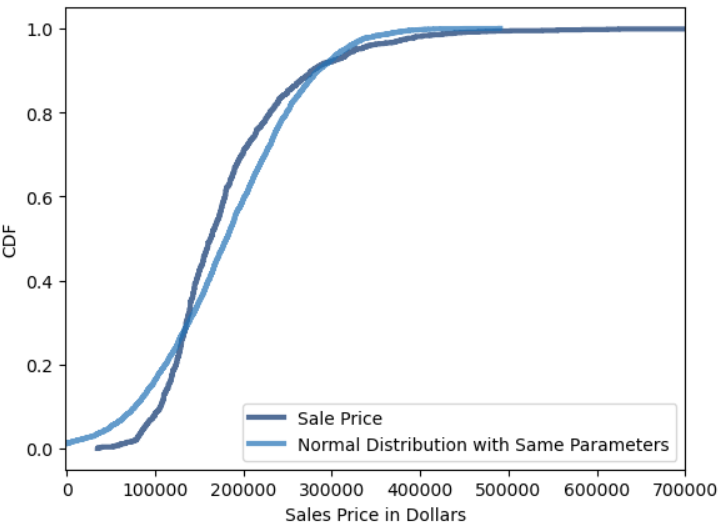 1.0
0.8
0.6
0.4
0.2
0.0
CDF
Sale Price
Normal Distribution with Same Parameters
0 100000 200000 300000 400000 500000 600000 700000
Sales Price in Dollars